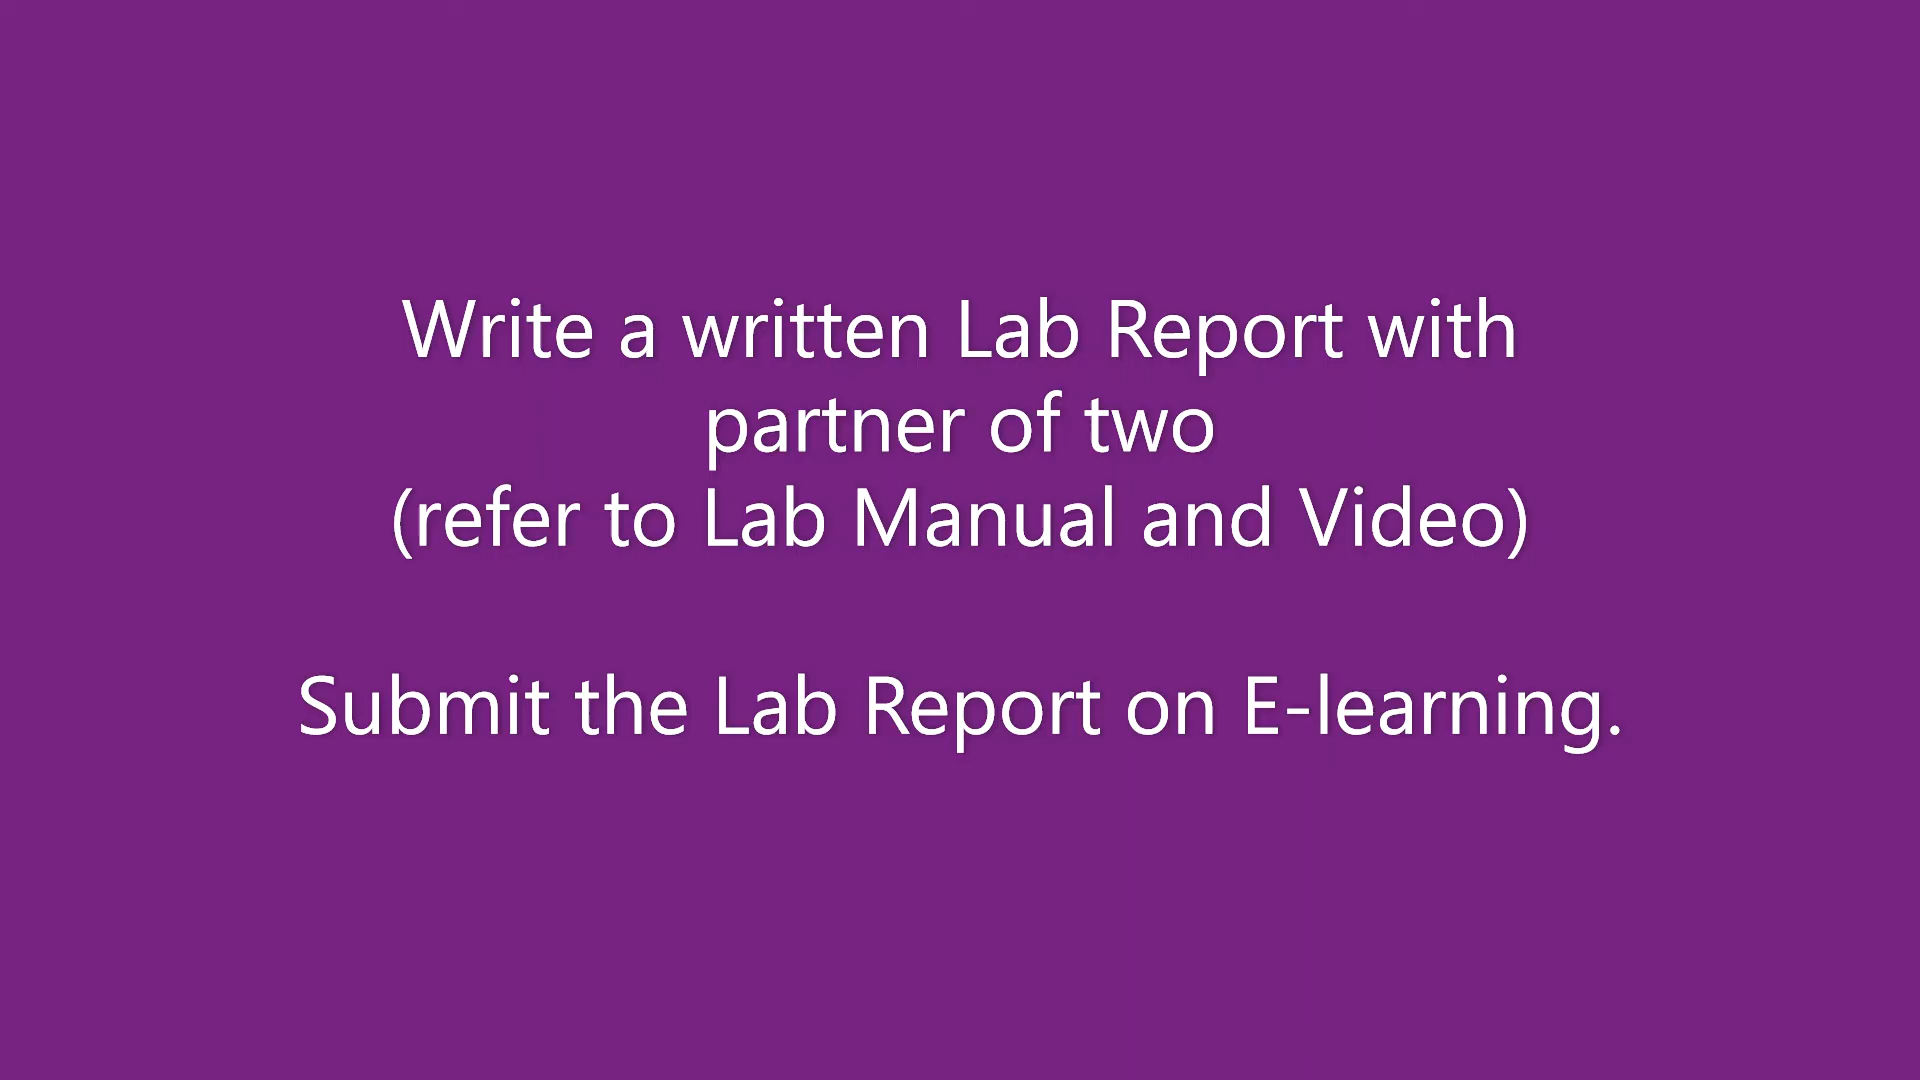 Write a written Lab Report with
partner of two
(refer to Lab Manual and Video)
Submit the Lab Report on E-learning.